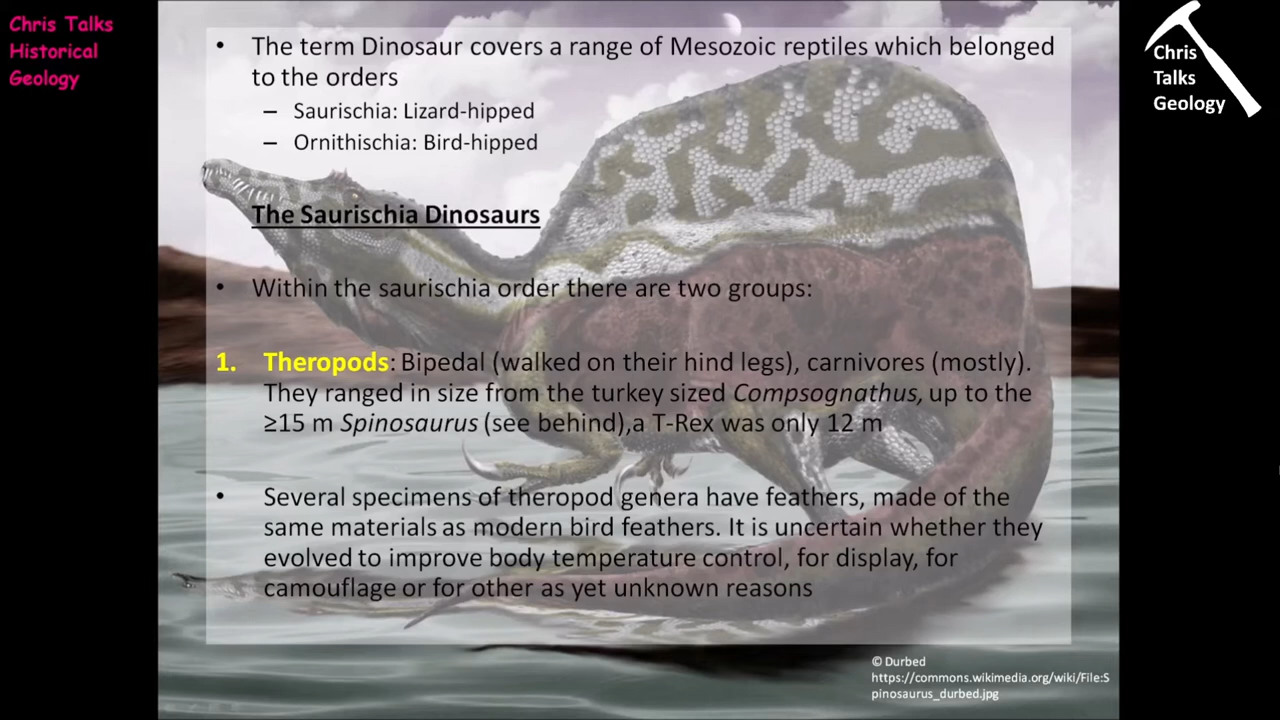 Chris Talks
Historical
Geology
Chris
Talks
Geology
• The term Dinosaur covers a range of Mesozoic reptiles which belonged
to the orders
– Saurischia: Lizard-hipped
– Ornithischia: Bird-hipped
The Saurischia Dinosaurs
• Within the saurischia order there are two groups:
1. Theropods: Bipedal (walked on their hind legs), carnivores (mostly).
They ranged in size from the turkey sized Compsognathus, up to the
≥15 m Spinosaurus (see behind),a T-Rex was only 12 m
• Several specimens of theropod genera have feathers, made of the
same materials as modern bird feathers. It is uncertain whether they
evolved to improve body temperature control, for display, for
camouflage or for other as yet unknown reasons
© Durbed
https://commons.wikimedia.org/wiki/File:S
pinosaurus_durbed.jpg